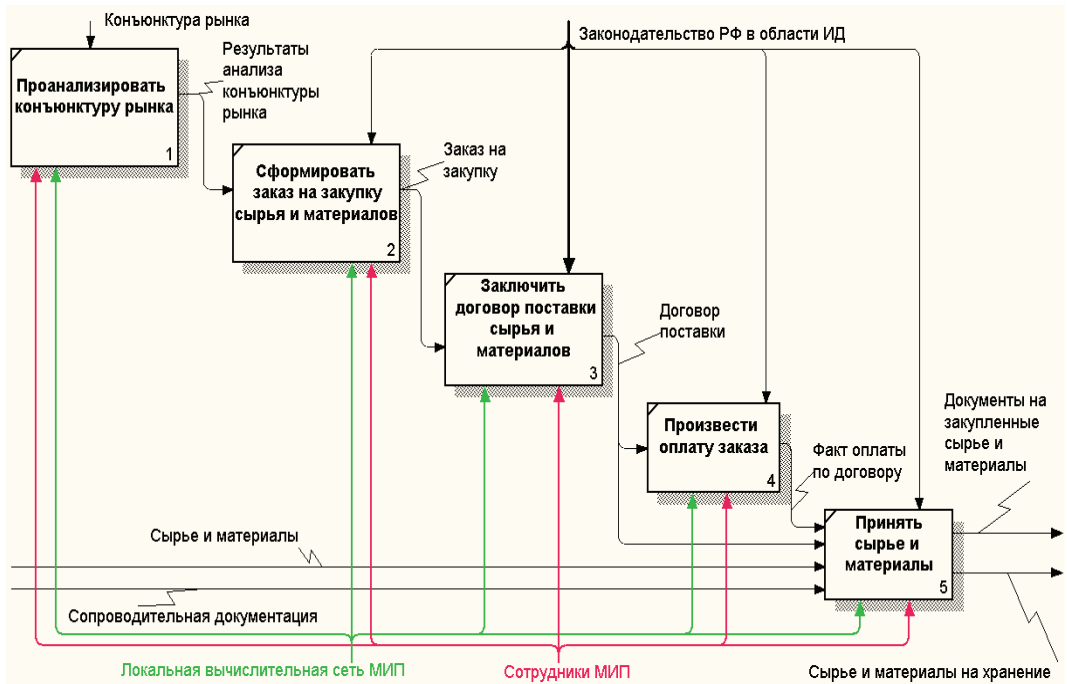 Конъюнктура рынка
Проанализировать
конъюнктуру рынка
1
Результаты
анализа
конъюнктуры
рынка
Законодательство РФ в области ИД
Сформировать
заказ на закупку
сырья и материалов
2
Заказ на
закупку
Заключить
договор поставки
сырья и
материалов
3
Договор
поставки
Произвести
оплату заказа
4
Факт оплаты
по договору
Документы на
закупленные
сырье и
материалы
Принять
сырье и
материалы
5
Сырье и материалы
Сопроводительная документация
Локальная вычислительная сеть МИП
Сотрудники МИП
Сырье и материалы на хранение